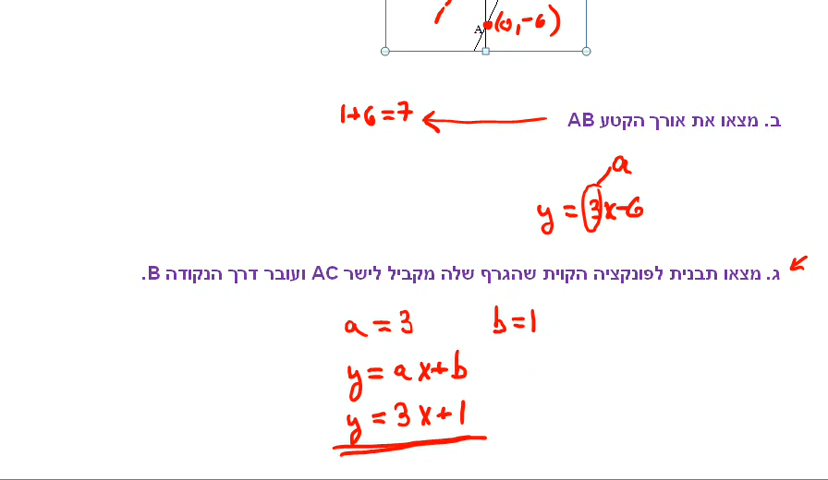 A (0,-6)
ב. מצאו את אורך הקטע AB
1+6=7
a
y = 3x-6
ג. מצאו תבנית לפונקציה הקוית שהגרף שלה מקביל לישר AC ועובר דרך הנקודה B.
a = 3 b = 1
y = ax+b
y = 3x+1